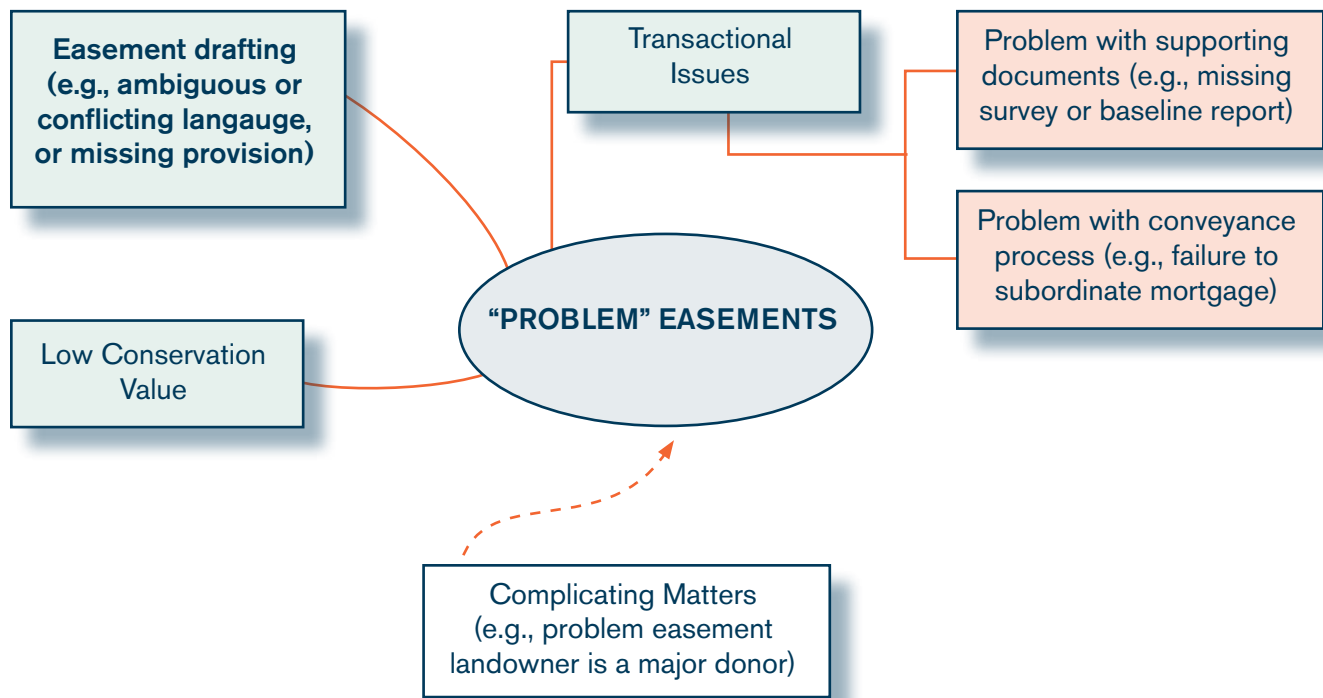 Easement drafting
(e.g., ambiguous or
conflicting langauge,
or missing provision)
Transactional
Issues
Problem with supporting
documents (e.g., missing
survey or baseline report)
Problem with conveyance
process (e.g., failure to
subordinate mortgage)
“PROBLEM” EASEMENTS
Low Conservation
Value
Complicating Matters
(e.g., problem easement
landowner is a major donor)